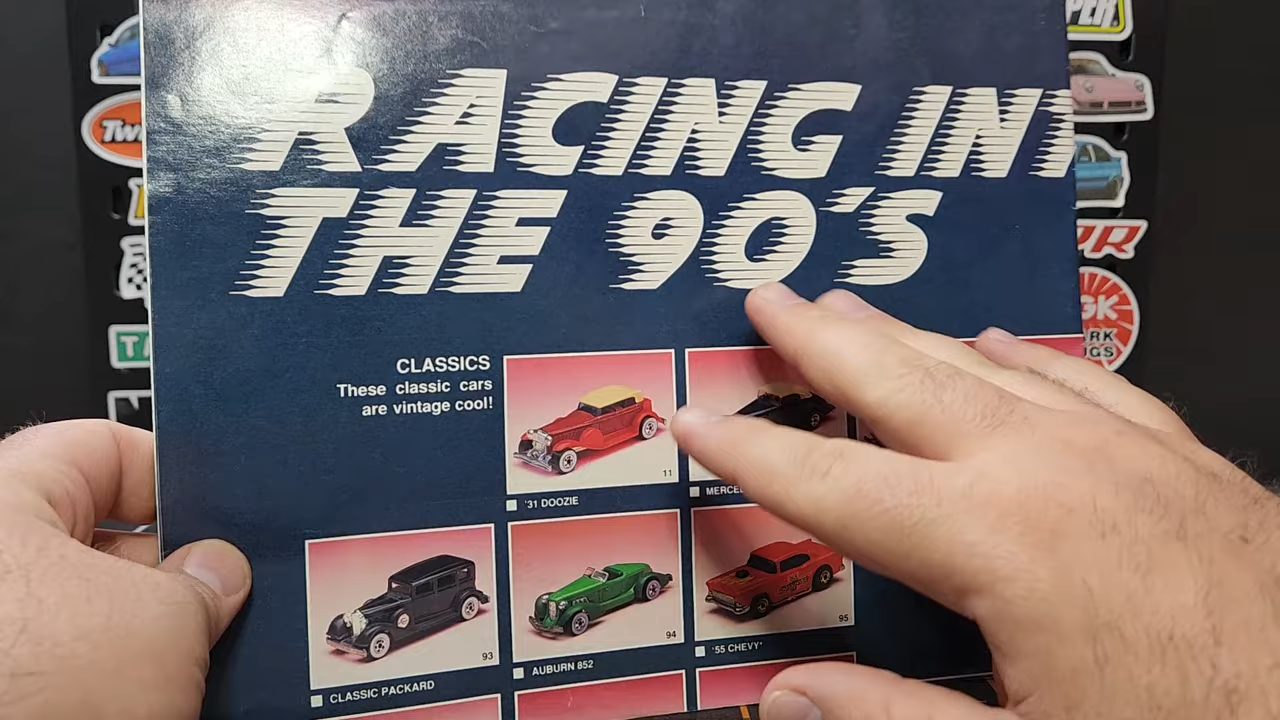 RACING IN
THE 90'S
CLASSICS
These classic cars
are vintage cool!
11
'31 DOOZIE
93
CLASSIC PACKARD
94
AUBURN 852
95
'55 CHEVY*